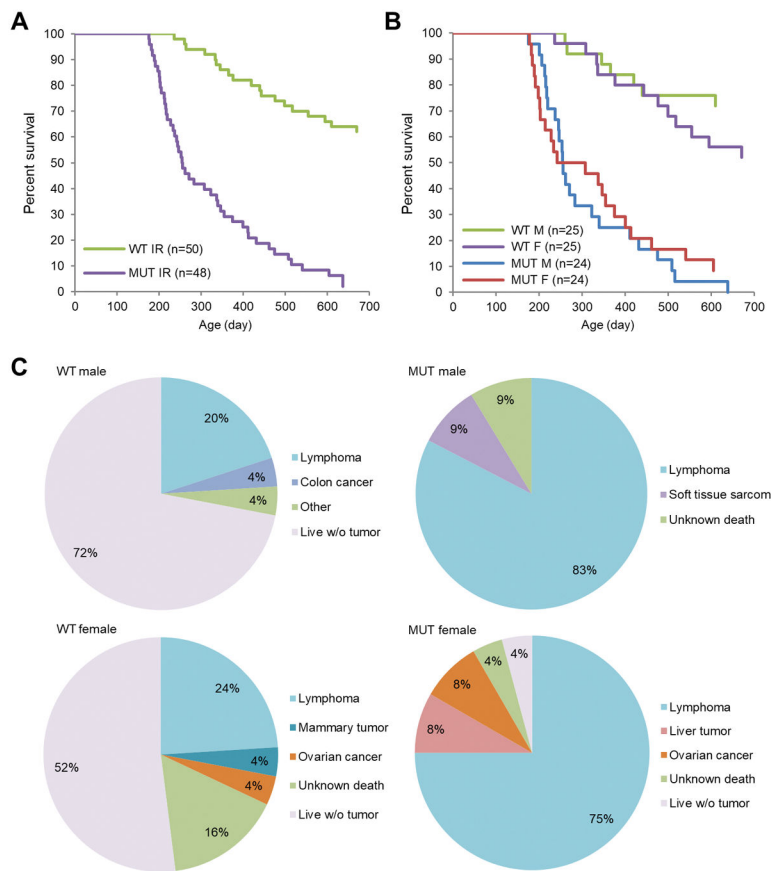 A
Percent survival
100
90
80
70
60
50
40
30
20
10
0
0 100 200 300 400 500 600 700
Age (day)
WT IR (n=50)
MUT IR (n=48)
B
Percent survival
100
90
80
70
60
50
40
30
20
10
0
0 100 200 300 400 500 600 700
Age (day)
WT M (n=25)
WT F (n=25)
MUT M (n=24)
MUT F (n=24)
C
WT male
20%
4%
4%
72%
Lymphoma
Colon cancer
Other
Live w/o tumor
MUT male
9%
9%
83%
Lymphoma
Soft tissue sarcom
Unknown death
WT female
24%
4%
4%
16%
52%
Lymphoma
Mammary tumor
Ovarian cancer
Unknown death
Live w/o tumor
MUT female
4%
4%
8%
8%
75%
Lymphoma
Liver tumor
Ovarian cancer
Unknown death
Live w/o tumor